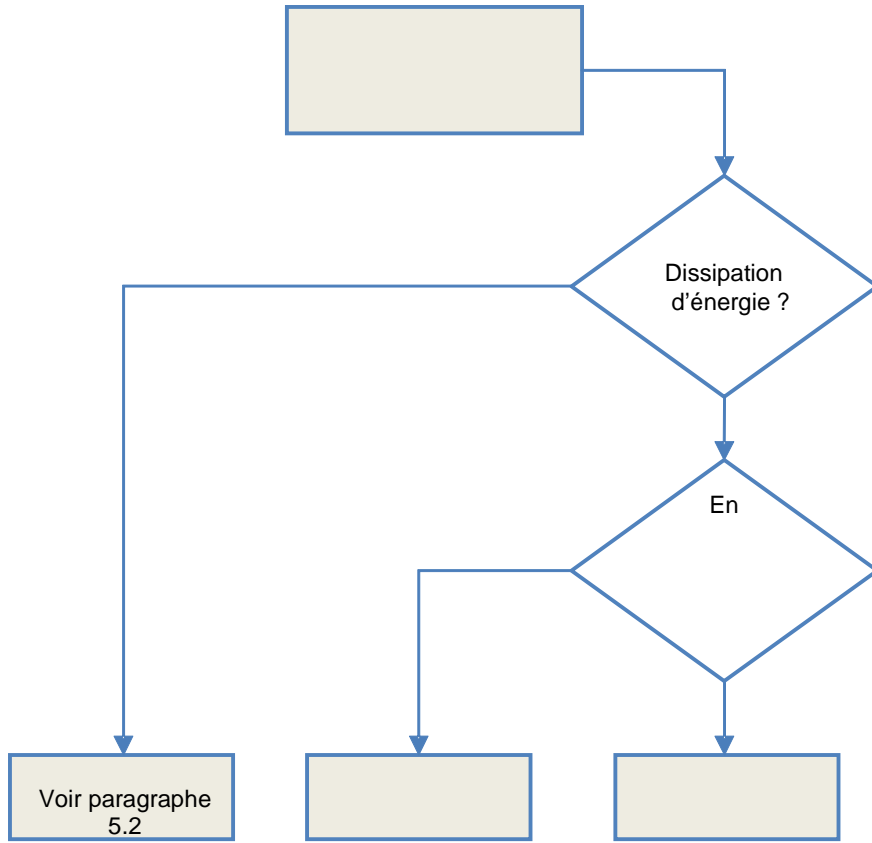 Dissipation
d’énergie ?
En
Voir paragraphe
5.2